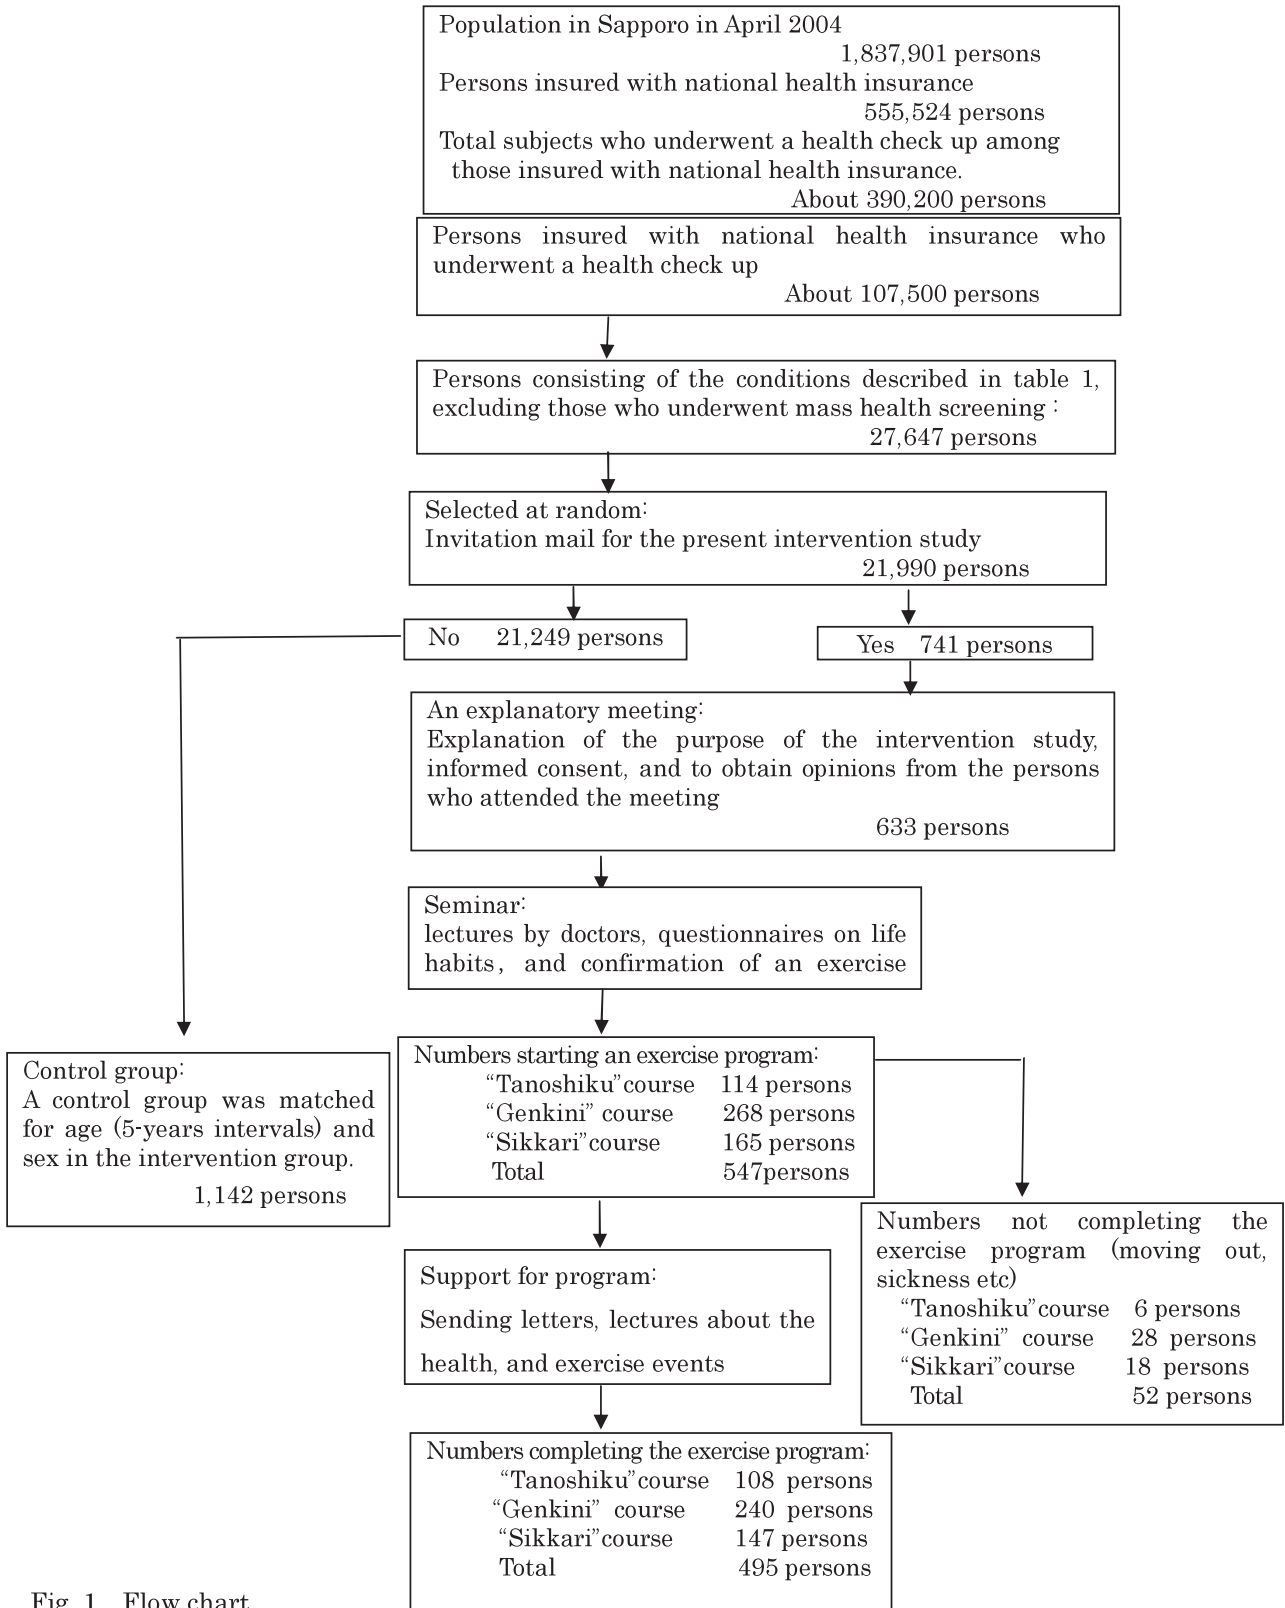 Population in Sapporo in April 2004
1,837,901 persons
Persons insured with national health insurance
555,524 persons
Total subjects who underwent a health check up among
those insured with national health insurance.
About 390,200 persons
Persons insured with national health insurance who
underwent a health check up
About 107,500 persons
Persons consisting of the conditions described in table 1,
excluding those who underwent mass health screening :
27,647 persons
Selected at random:
Invitation mail for the present intervention study
21,990 persons
No 21,249 persons
Yes 741 persons
An explanatory meeting:
Explanation of the purpose of the intervention study,
informed consent, and to obtain opinions from the persons
who attended the meeting
633 persons
Seminar:
lectures by doctors, questionnaires on life
habits, and confirmation of an exercise
Control group:
A control group was matched
for age (5-years intervals) and
sex in the intervention group.
1,142 persons
Numbers starting an exercise program:
“Tanoshiku”course 114 persons
“Genkini” course 268 persons
“Sikkari”course 165 persons
Total 547persons
Numbers not completing the
exercise program (moving out,
sickness etc)
“Tanoshiku”course 6 persons
“Genkini” course 28 persons
“Sikkari”course 18 persons
Total 52 persons
Support for program:
Sending letters, lectures about the
health, and exercise events
Numbers completing the exercise program:
“Tanoshiku”course 108 persons
“Genkini” course 240 persons
“Sikkari”course 147 persons
Total 495 persons
Fig. 1 Flow chart